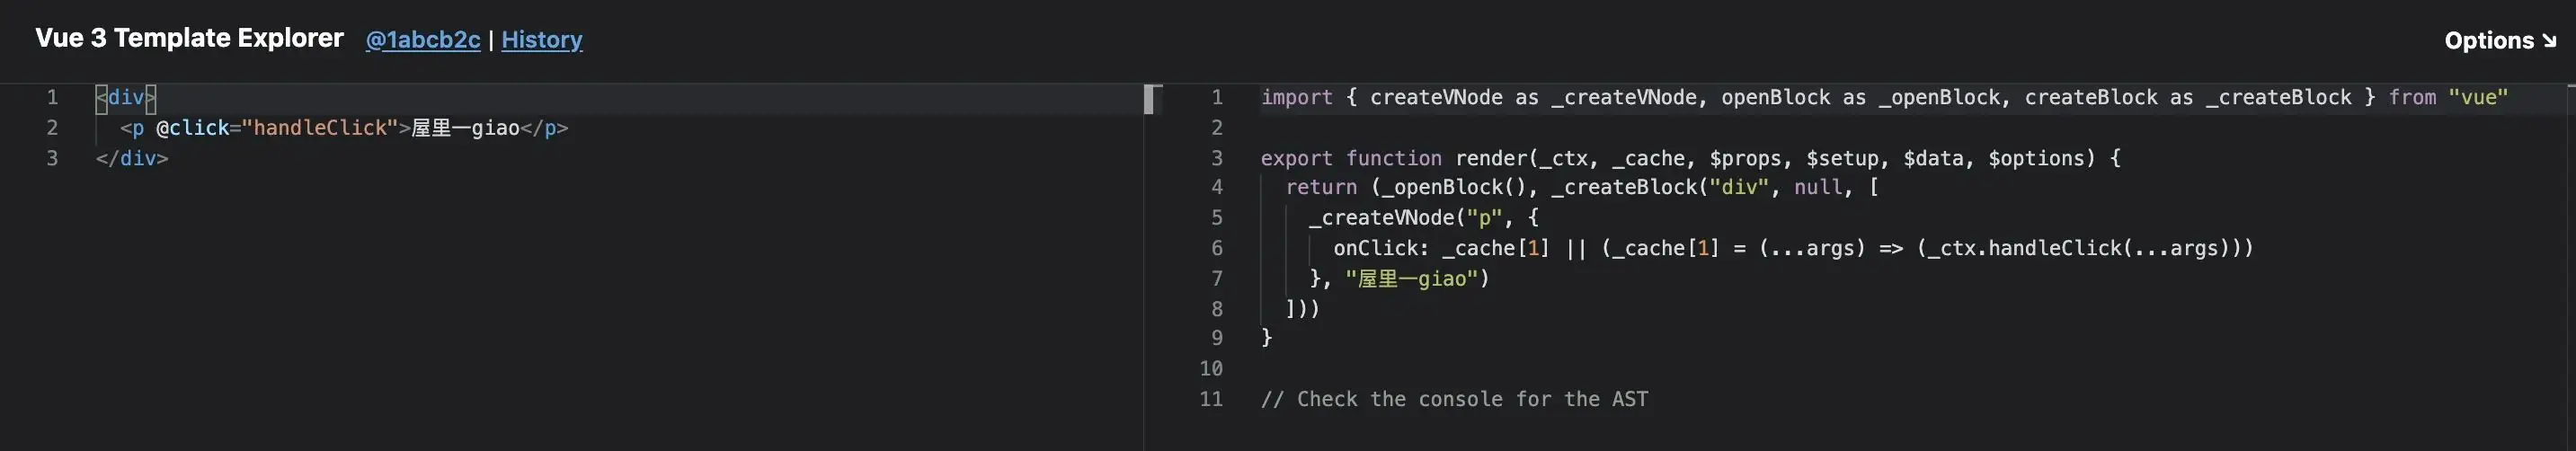 Vue 3 Template Explorer @1abcb2c | History
Options ↘
1 <div>
2 <p @click="handleClick">屋里一giao</p>
3 </div>
1 import { createVNode as _createVNode, openBlock as _openBlock, createBlock as _createBlock } from "vue"
2
3 export function render(_ctx, _cache, $props, $setup, $data, $options) {
4 return (_openBlock(), _createBlock("div", null, [
5 _createVNode("p", {
6 onClick: _cache[1] || (_cache[1] = (...args) => (_ctx.handleClick(...args)))
7 }, "屋里一giao")
8 ]))
9 }
10
11 // Check the console for the AST